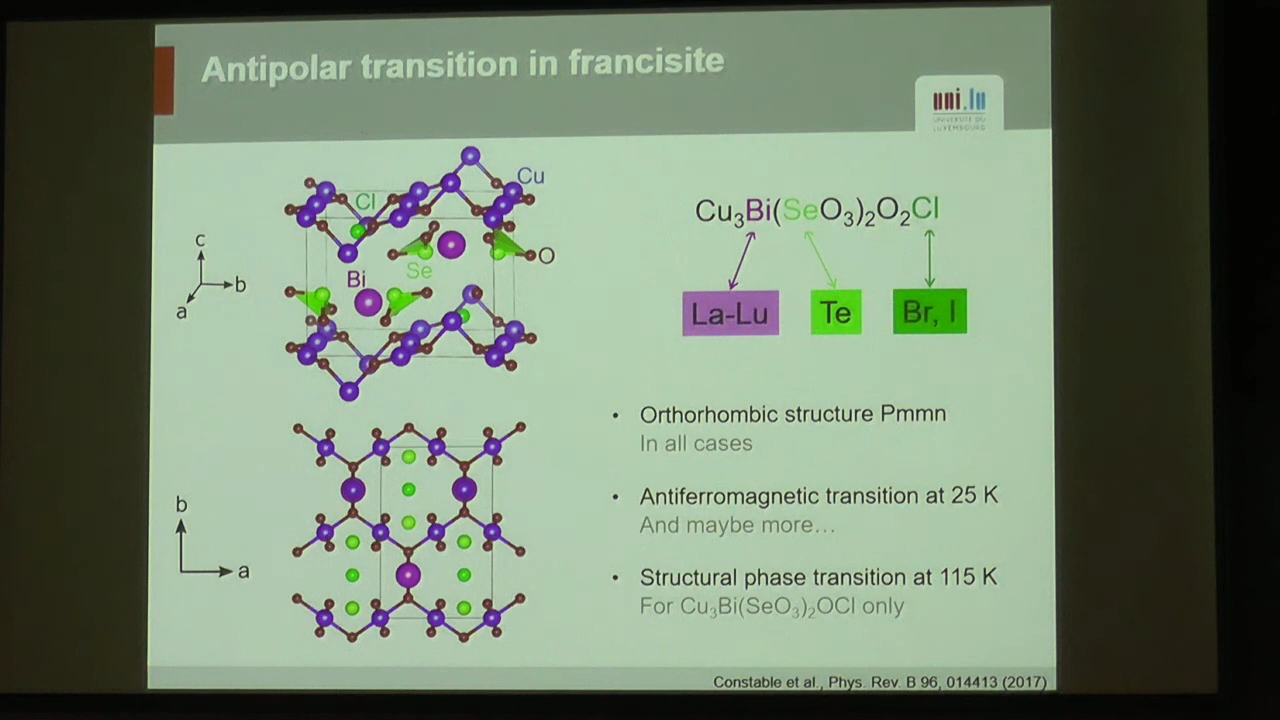 Antipolar transition in francisite
uni.lu
UNIVERSITÉ DU
LUXEMBOURG
Cu
Cl
O
Se
Bi
c
b
a
Cu₃Bi(SeO₃)₂O₂Cl
La-Lu
Te
Br, I
• Orthorhombic structure Pmmn
In all cases
• Antiferromagnetic transition at 25 K
And maybe more…
• Structural phase transition at 115 K
For Cu₃Bi(SeO₃)₂OCl only
b
a
Constable et al., Phys. Rev. B 96, 014413 (2017)